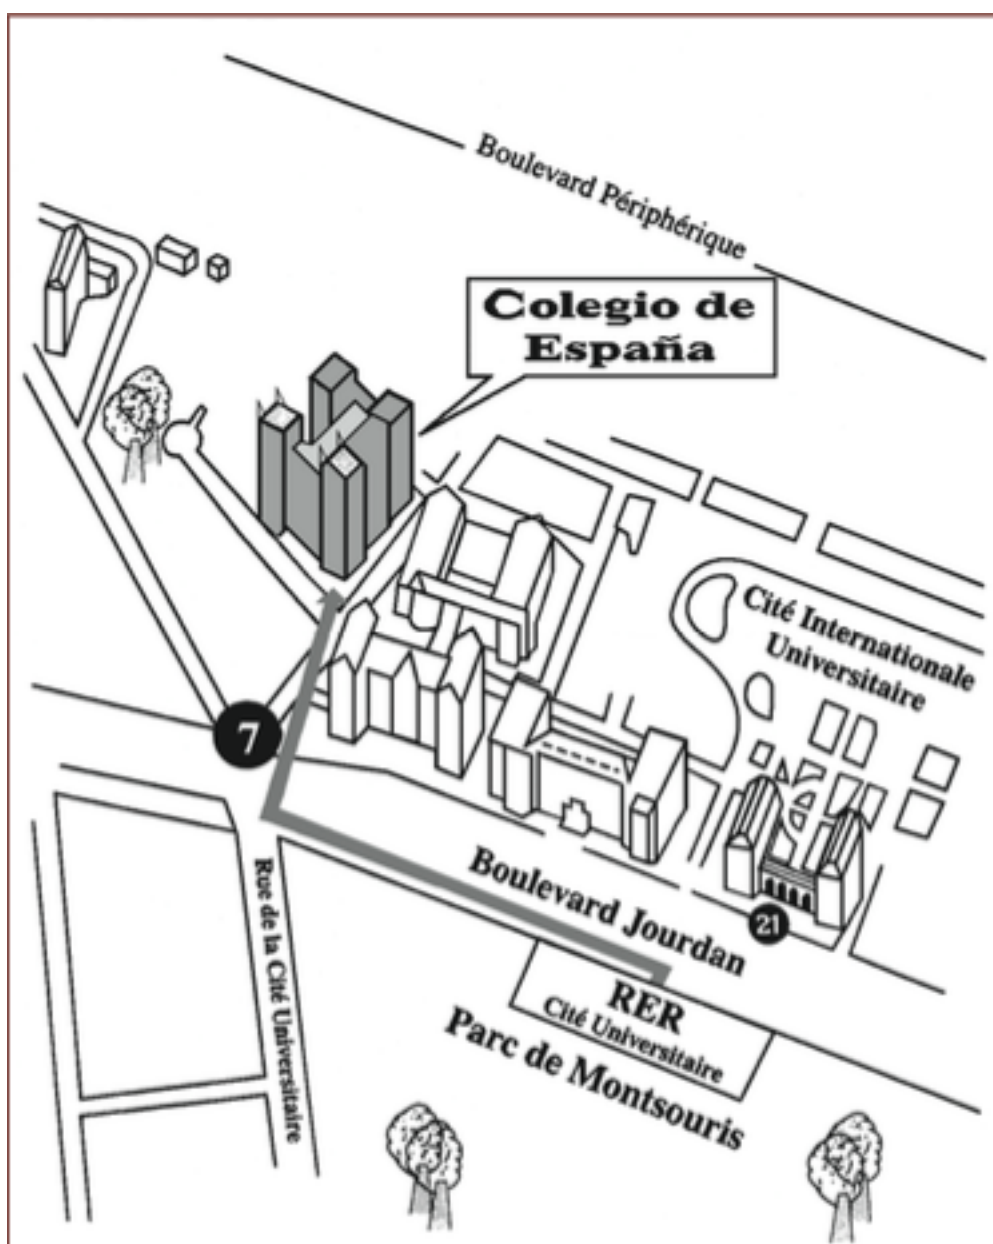 Boulevard Périphérique
Colegio de
España
Cité Internationale
Universitaire
7
Boulevard Jourdan
21
Rue de la Cité Universitaire
RER
Cité Universitaire
Parc de Montsouris